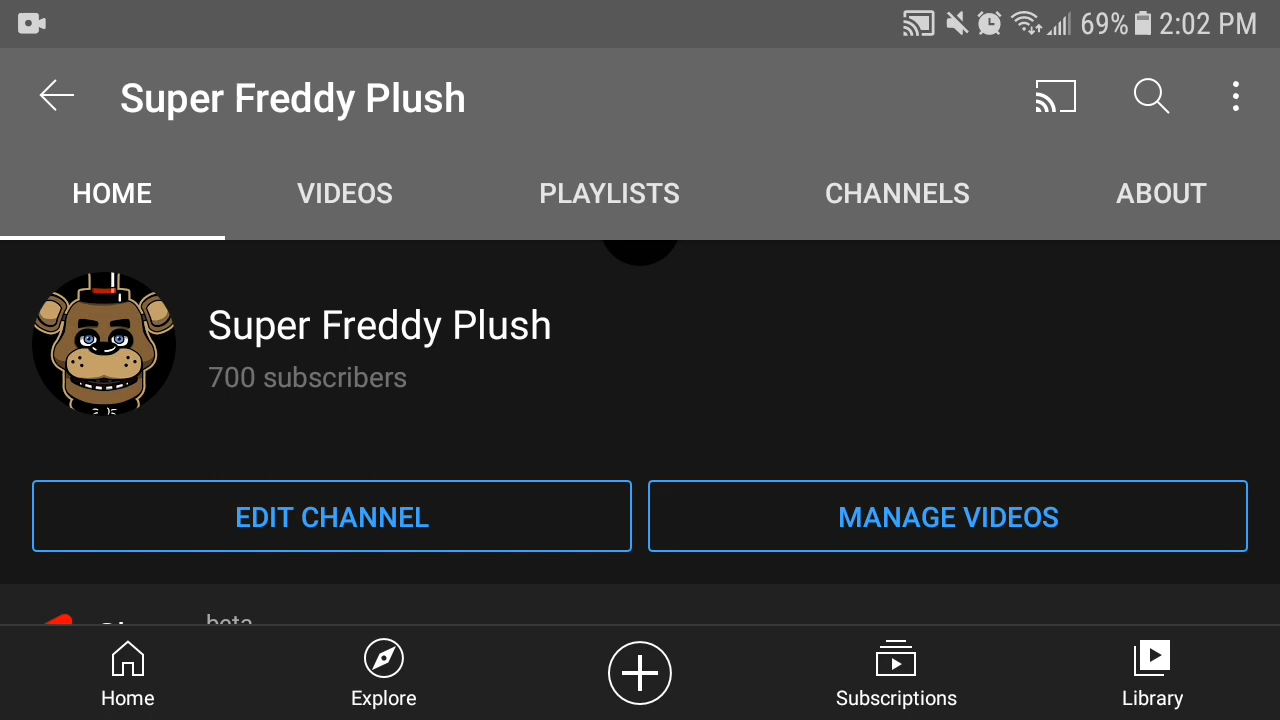 69% 2:02 PM
Super Freddy Plush
HOME VIDEOS PLAYLISTS CHANNELS ABOUT
Super Freddy Plush
700 subscribers
EDIT CHANNEL MANAGE VIDEOS
beta
Home Explore Subscriptions Library